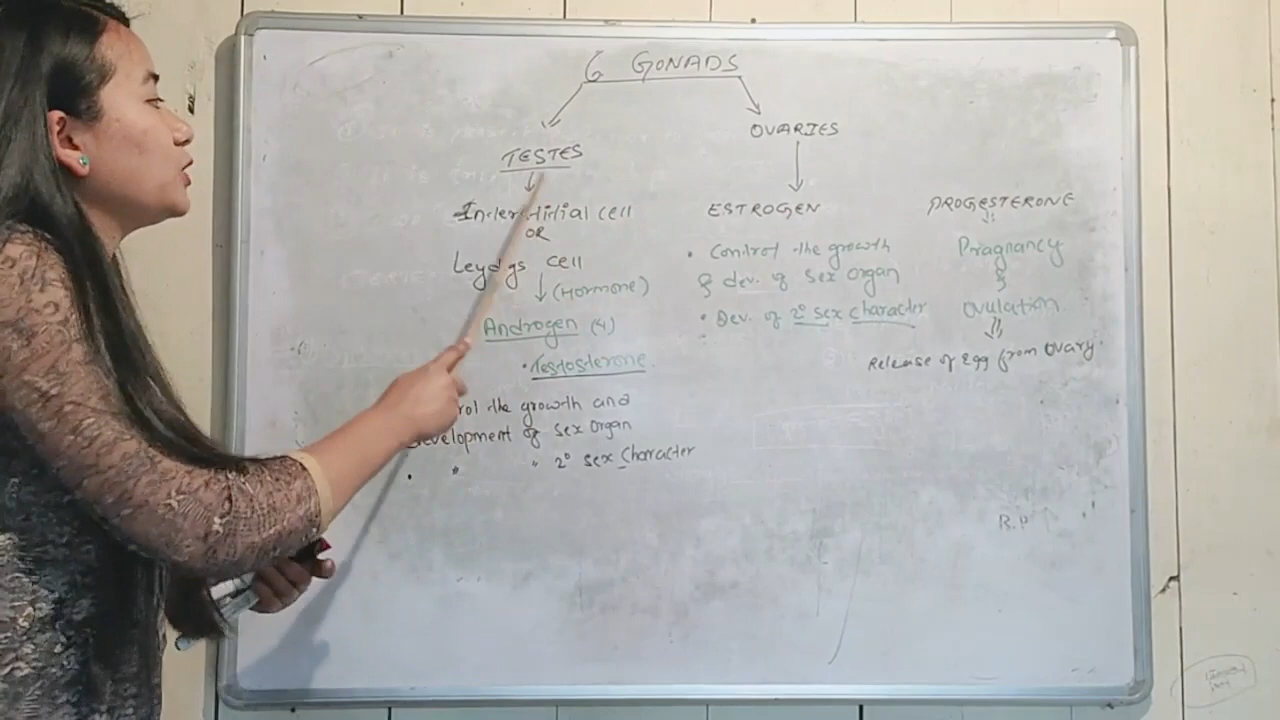 6 GONADS
TESTES
Interstitial cell
OR
Leydigs cell
(Hormone)
Androgen (4)
• Testosterone
rol the growth and
Development of sex organ
• " " 2° sex character
OVARIES
ESTROGEN
• Control the growth
& dev. of sex organ
• Dev. of 2° sex character
PROGESTERONE
Pragnancy
&
Ovulation
Release of Egg from Ovary.
R.P